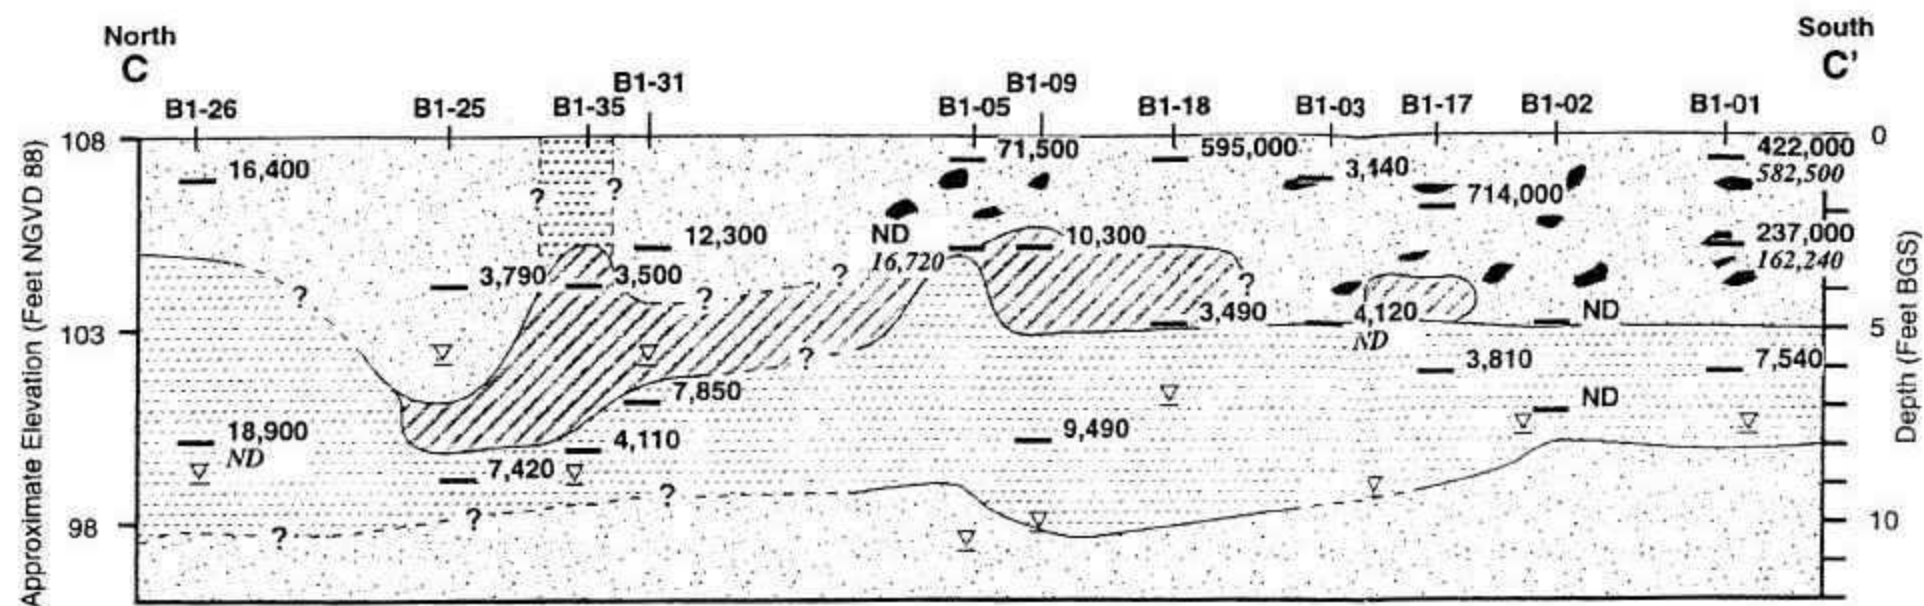 North
South
C
C'
B1-31
B1-09
B1-26
B1-25
B1-35
B1-05
B1-18
B1-03
B1-17
B1-02
B1-01
108
0
71,500
595,000
422,000
16,400
3,140
582,500
?
?
714,000
12,300
ND
10,300
237,000
3,790
3,500
?
16,720
162,240
?
?
?
3,490
4,120
ND
103
5
ND
?
3,810
7,540
7,850
ND
18,900
4,110
9,490
ND
7,420
?
?
98
10
?
Approximate Elevation (Feet NGVD 88)
Depth (Feet BGS)